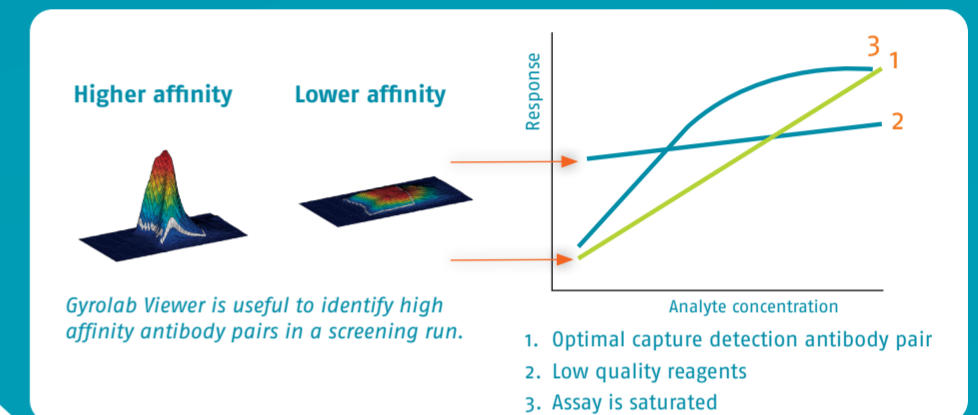 Higher affinity
Lower affinity
Gyrolab Viewer is useful to identify high
affinity antibody pairs in a screening run.
Response
3
1
2
Analyte concentration
1. Optimal capture detection antibody pair
2. Low quality reagents
3. Assay is saturated